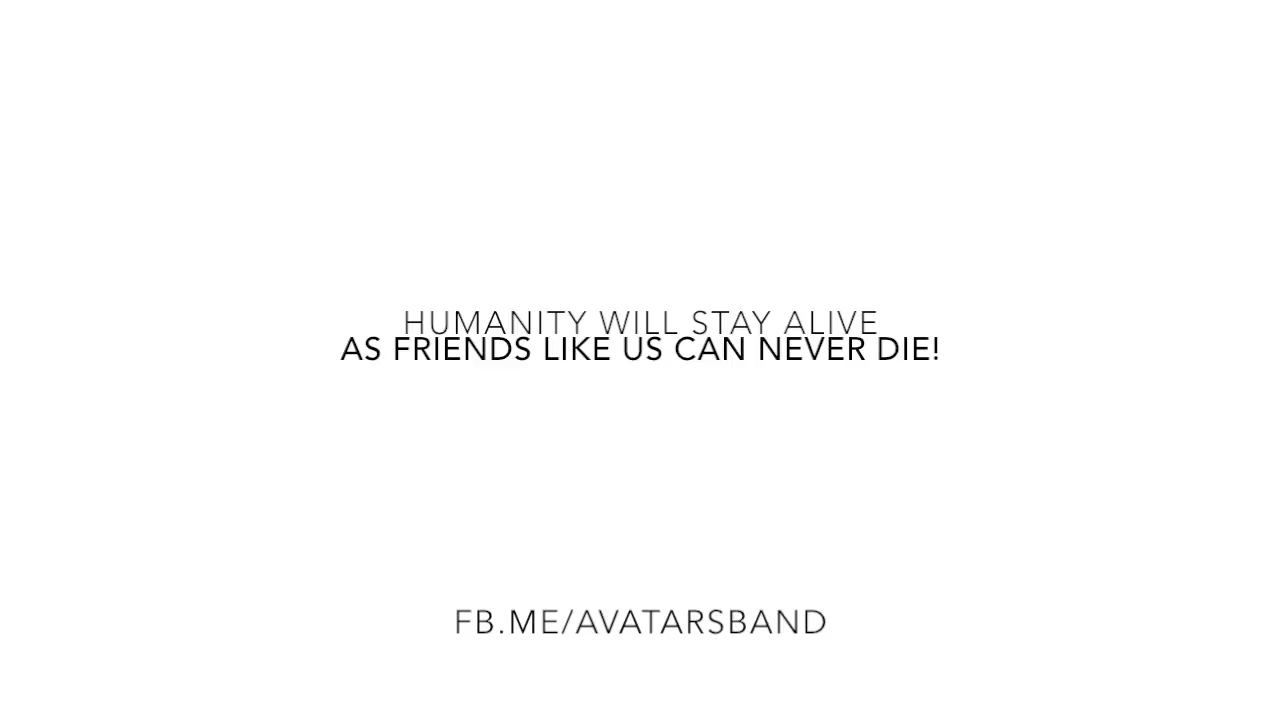 HUMANITY WILL STAY ALIVE
AS FRIENDS LIKE US CAN NEVER DIE!
FB.ME/AVATARSBAND